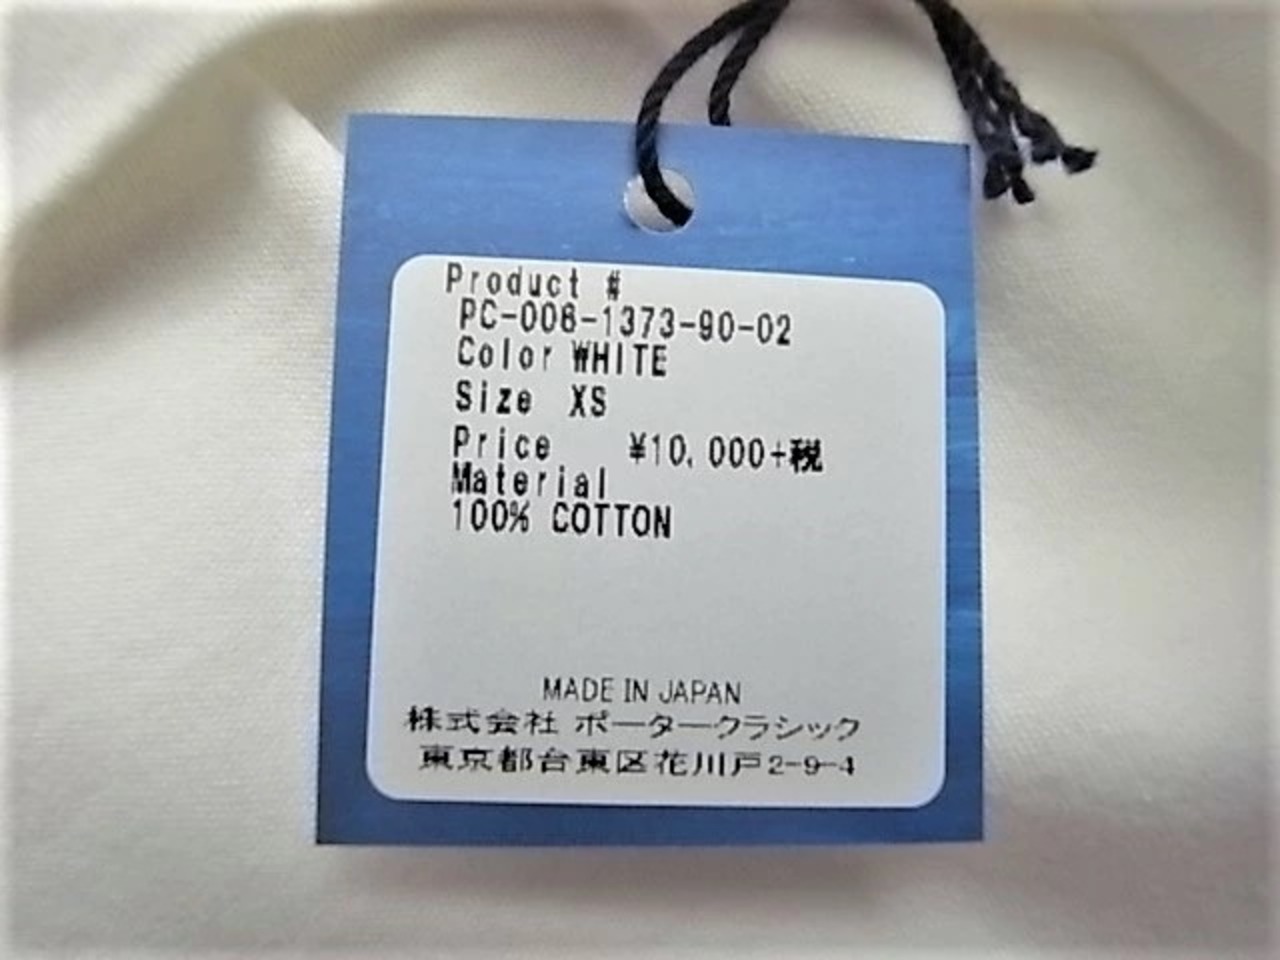 Product #
PC-006-1373-90-02
Color WHITE
Size XS
Price ¥10,000+税
Material
100% COTTON
MADE IN JAPAN
株式会社 ポータークラシック
東京都台東区花川戸2-9-4